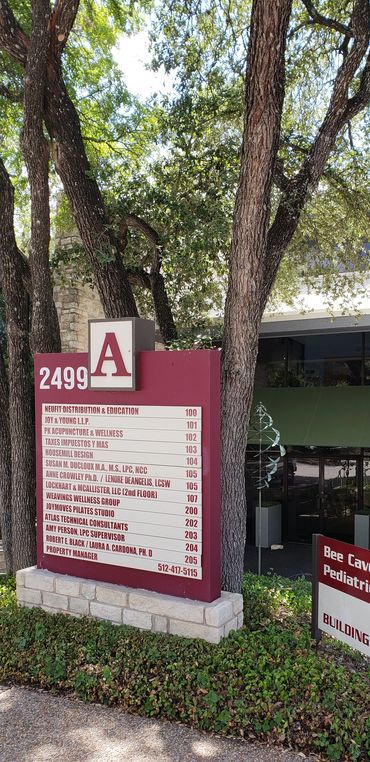 2499 A
NEUFIT DISTRIBUTION & EDUCATION 100
JOY & YOUNG L.L.P. 101
PK ACUPUNCTURE & WELLNESS 102
TAXES IMPUESTOS Y MAS 103
HOUSEMILL DESIGN 104
SUSAN M. DUCLOUX M.A., M.S., LPC, NCC 105
ANNE CROWLEY Ph.D. / LENORE DEANGELIS, LCSW 105
LOCKHART & MCALLISTER, LLC (2ND FLOOR) 107
WEAVINGS WELLNESS GROUP 200
JOYMOVES PILATES STUDIO 200
ATLAS TECHNICAL CONSULTANTS 202
AMY PERSON, LPC SUPERVISOR 203
ROBERT E BLACK / LAURA R. CARDONA, PH. D 204
PROPERTY MANAGER 205
512-417-5115
Bee Cav
Pediatri
BUILDING